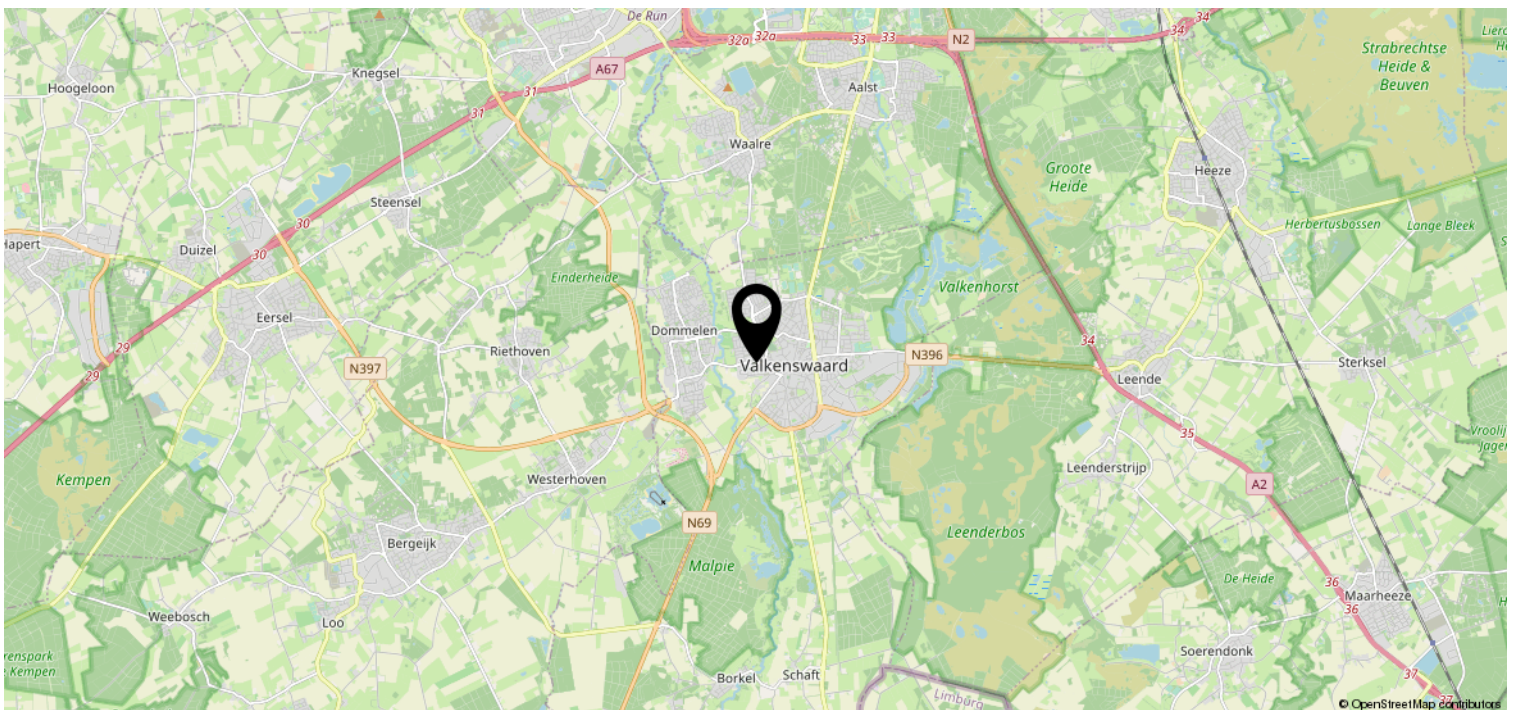 De Run
32a
32a
33
33
N2
34
34
Strabrechtse
Heide &
Beuven
A67
Knegsel
Hoogeloon
31
31
Aalst
Waalre
Groote
Heide
Heeze
Steensel
30
30
Duizel
Hapert
Herbertusbossen
Lange Bleek
Einderheide
Valkenhorst
Eersel
Dommelen
Riethoven
29
29
N397
Valkenswaard
N396
34
Leende
Sterksel
35
Leenderstrijp
A2
Kempen
Westerhoven
N69
Bergeijk
Malpie
Leenderbos
De Heide
36
36
Maarheeze
Weebosch
Loo
Soerendonk
Kempen
Borkel
Schaft
Limburg
37
37
© OpenStreetMap contributors